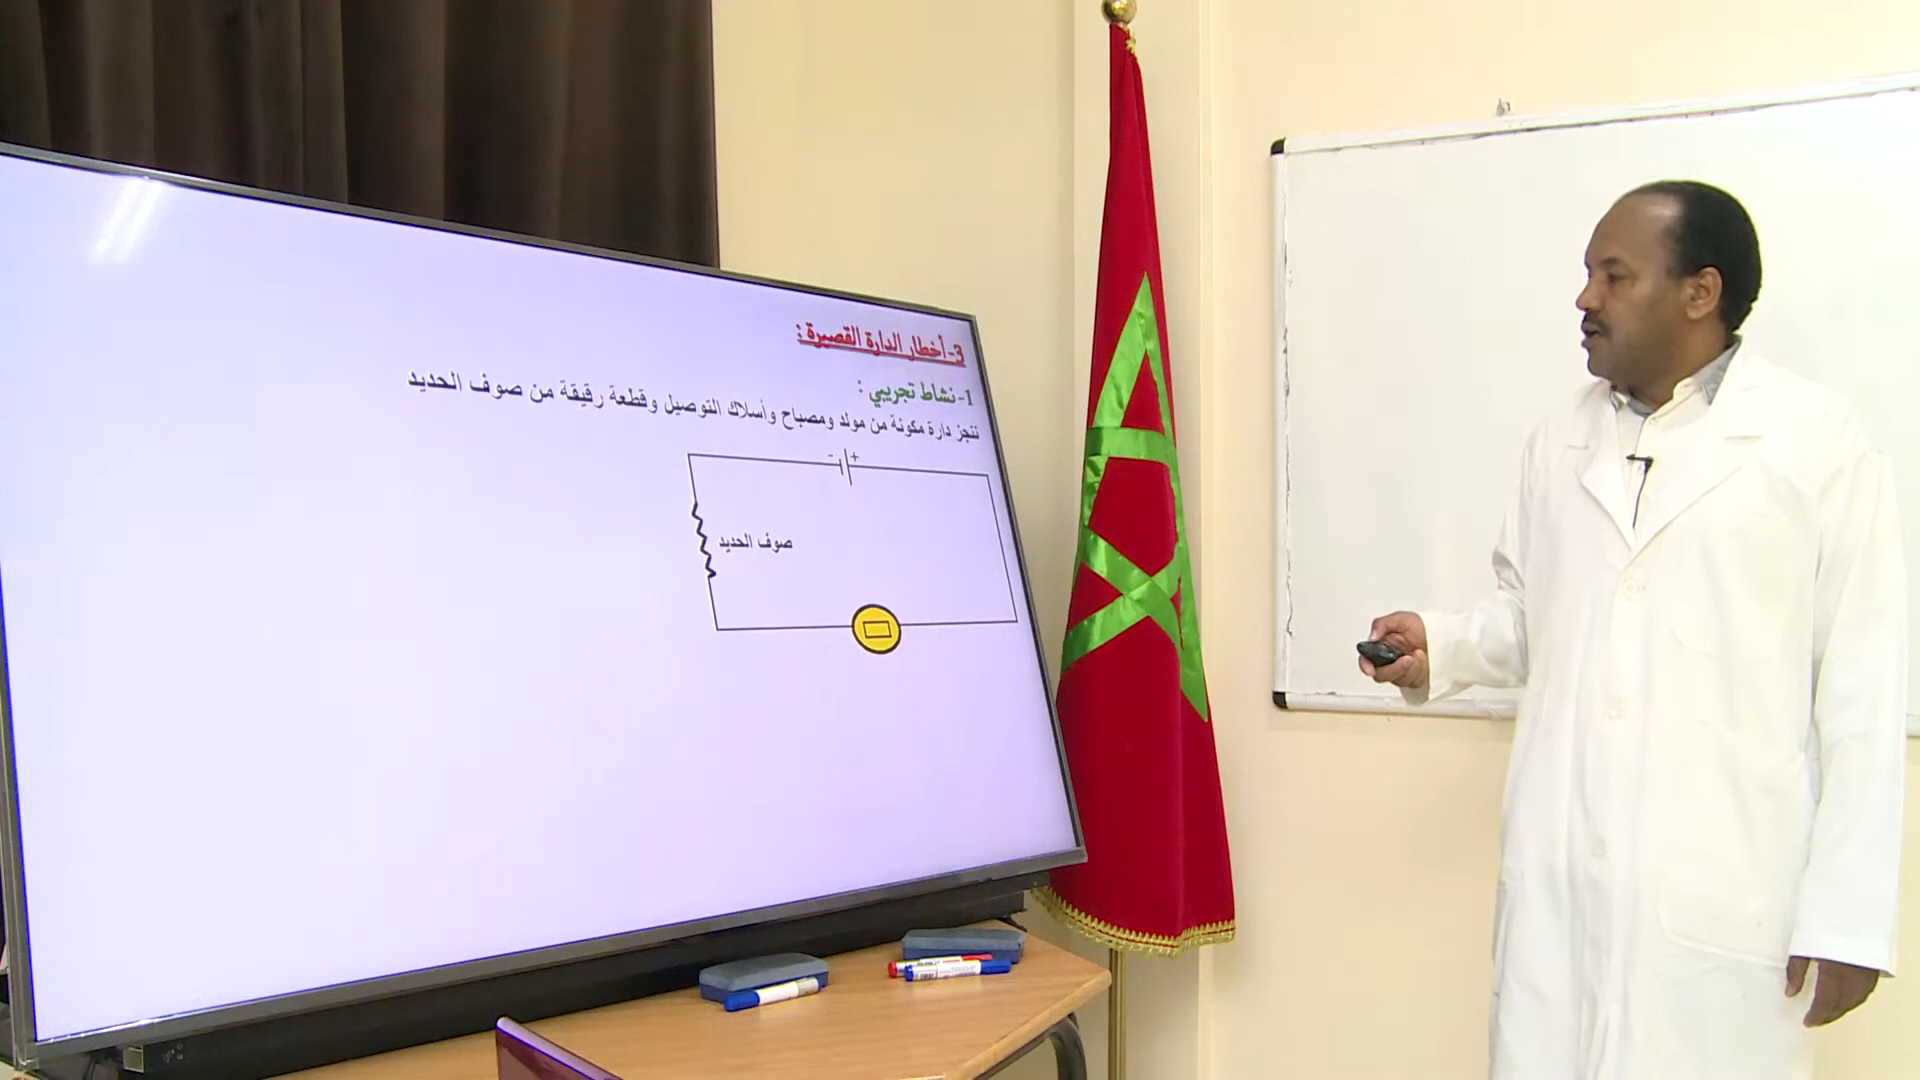 3- أخطار الدارة القصيرة :
1- نشاط تجريبي :
ننجز دارة مكونة من مولد ومصباح وأسلاك التوصيل وقطعة رقيقة من صوف الحديد
- +
صوف الحديد